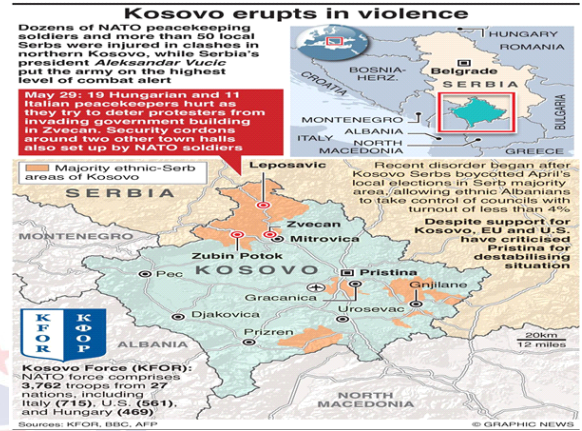 Kosovo erupts in violence
Dozens of NATO peacekeeping
soldiers and more than 50 local
Serbs were injured in clashes in
northern Kosovo, while Serbia's
president Aleksandar Vucic
put the army on the highest
level of combat alert
May 29: 19 Hungarian and 11
Italian peacekeepers hurt as
they try to deter protesters from
invading government building
in Zvecan. Security cordons
around two other town halls
also set up by NATO soldiers
HUNGARY
ROMANIA
CROATIA
BOSNIA-
HERZ.
Belgrade
SERBIA
MONTENEGRO
ALBANIA
ITALY
NORTH
MACEDONIA
BULGARIA
GREECE
Majority ethnic-Serb
areas of Kosovo
Leposavic
Recent disorder began after
Kosovo Serbs boycotted April's
local elections in Serb majority
area, allowing ethnic Albanians
to take control of councils with
turnout of less than 4%
Despite support for
Kosovo, EU and U.S.
have criticised
Pristina for
destabilising
situation
SERBIA
MONTENEGRO
Zvecan
Mitrovica
Zubin Potok
KOSOVO
Pec
Pristina
Gracanica
Gnjilane
Urosevac
Djakovica
Prizren
ALBANIA
NORTH
MACEDONIA
20km
12 miles
KFOR
КФОР
Kosovo Force (KFOR):
NATO force comprises
3,762 troops from 27
nations, including
Italy (715), U.S. (561),
and Hungary (469)
Sources: KFOR, BBC, AFP
© GRAPHIC NEWS